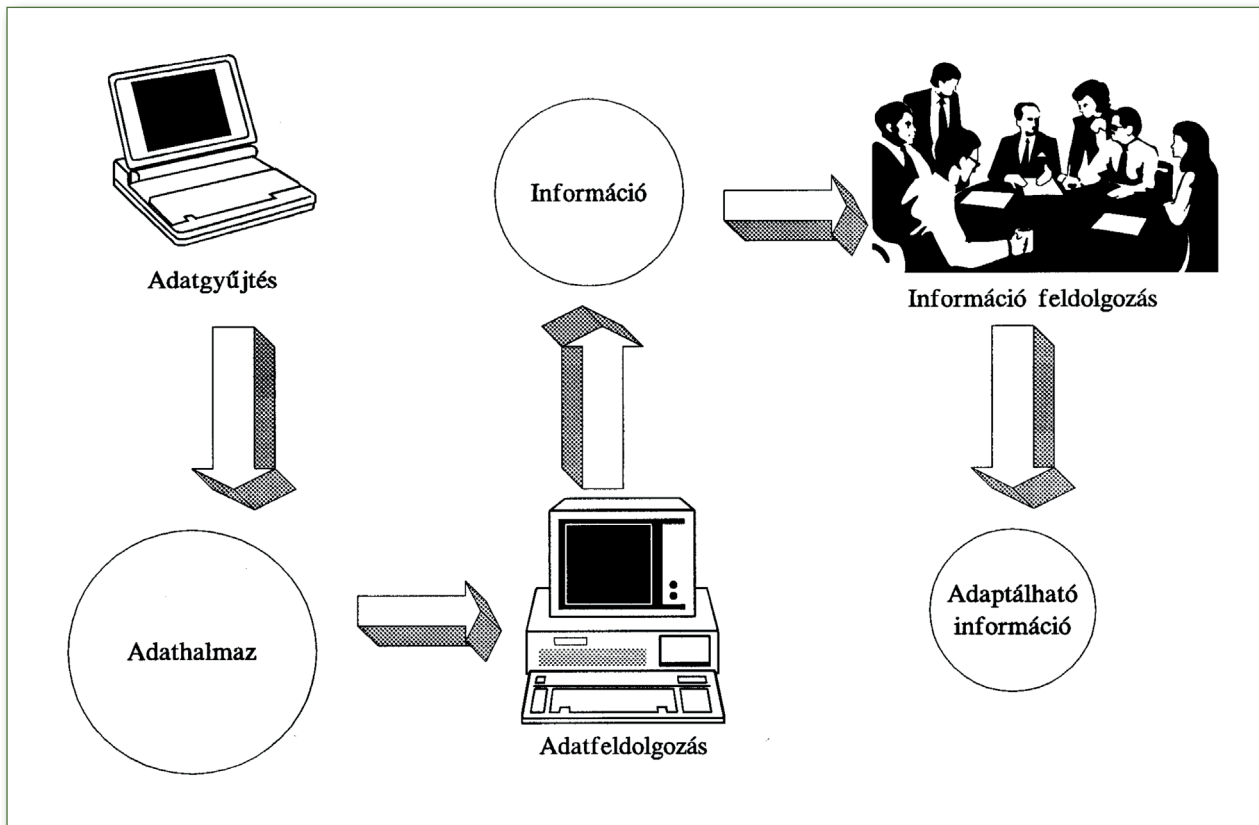 Adatgyűjtés
Adathalmaz
Adatfeldolgozás
Információ
Információ feldolgozás
Adaptálható
információ